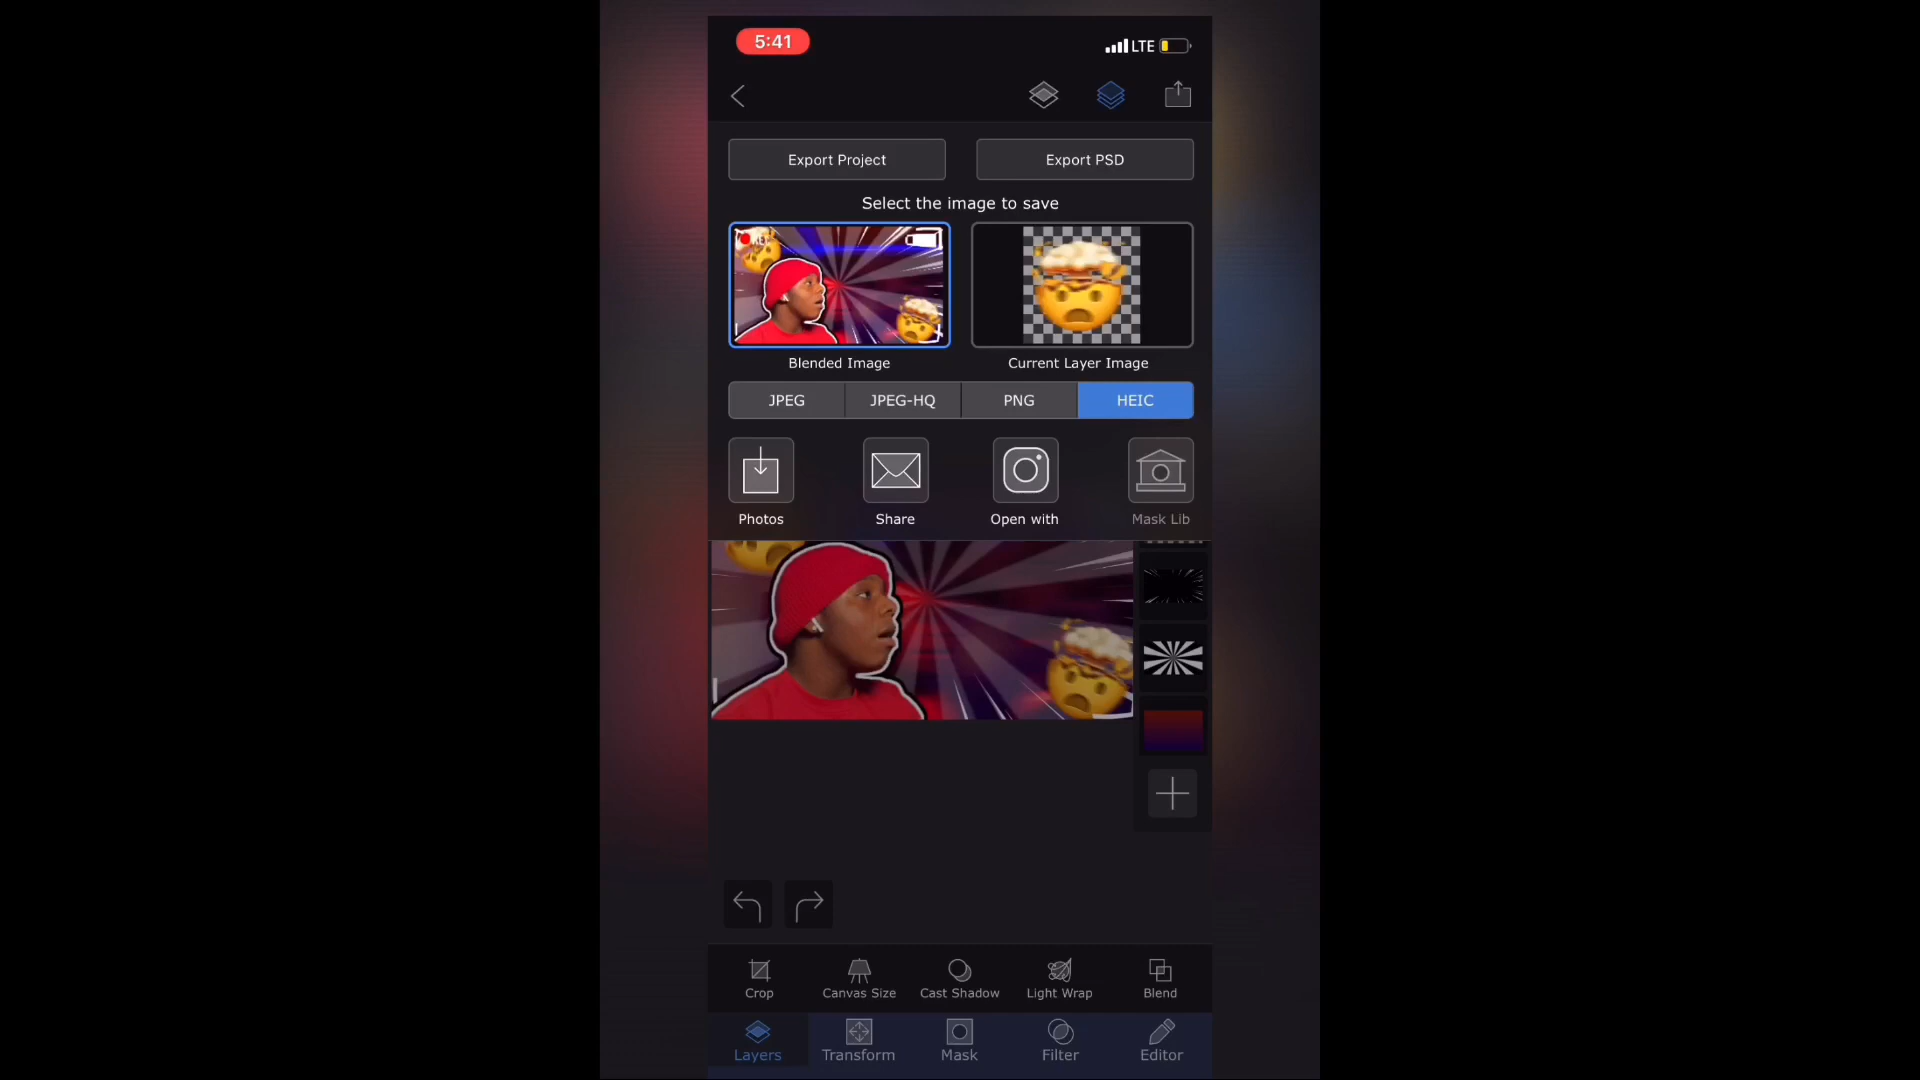 5:41
LTE
Export Project
Export PSD
Select the image to save
Blended Image
Current Layer Image
JPEG
JPEG-HQ
PNG
HEIC
Photos
Share
Open with
Mask Lib
Crop
Canvas Size
Cast Shadow
Light Wrap
Blend
Layers
Transform
Mask
Filter
Editor